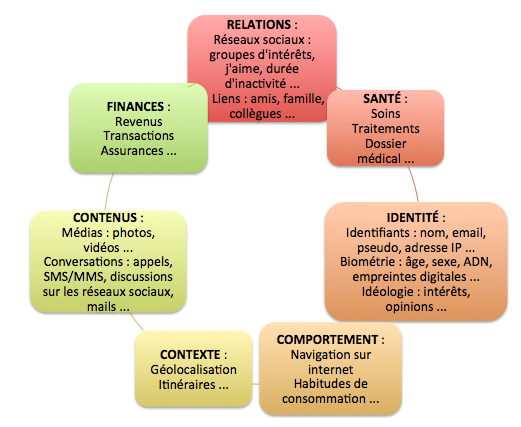 RELATIONS :
Réseaux sociaux :
groupes d'intérêts,
j'aime, durée
d'inactivité ...
Liens : amis, famille,
collègues ...
SANTÉ :
Soins
Traitements
Dossier
médical ...
IDENTITÉ :
Identifiants : nom, email,
pseudo, adresse IP ...
Biométrie : âge, sexe, ADN,
empreintes digitales ...
Idéologie : intérêts,
opinions ...
COMPORTEMENT :
Navigation sur
internet
Habitudes de
consommation ...
CONTEXTE :
Géolocalisation
Itinéraires ...
CONTENUS :
Médias : photos,
vidéos ...
Conversations : appels,
SMS/MMS, discussions
sur les réseaux sociaux,
mails ...
FINANCES :
Revenus
Transactions
Assurances ...